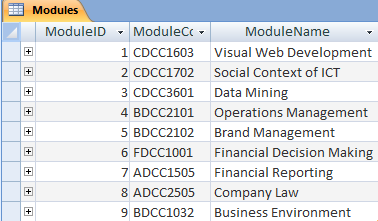 Modules
ModuleID ModuleCo ModuleName
1 CDCC1603 Visual Web Development
2 CDCC1702 Social Context of ICT
3 CDCC3601 Data Mining
4 BDCC2101 Operations Management
5 BDCC2102 Brand Management
6 FDCC1001 Financial Decision Making
7 ADCC1505 Financial Reporting
8 ADCC2505 Company Law
9 BDCC1032 Business Environment